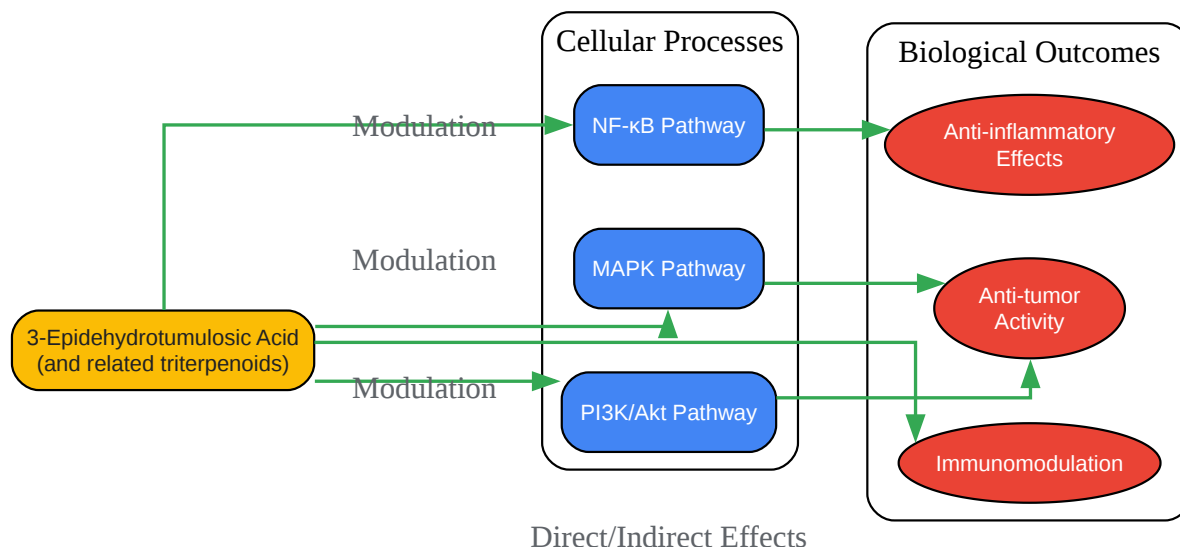 Cellular Processes
Biological Outcomes
Modulation
NF-κB Pathway
Anti-inflammatory
Effects
Modulation
MAPK Pathway
Anti-tumor
Activity
3-Epidehydrotumulosic Acid
(and related triterpenoids)
Modulation
PI3K/Akt Pathway
Immunomodulation
Direct/Indirect Effects